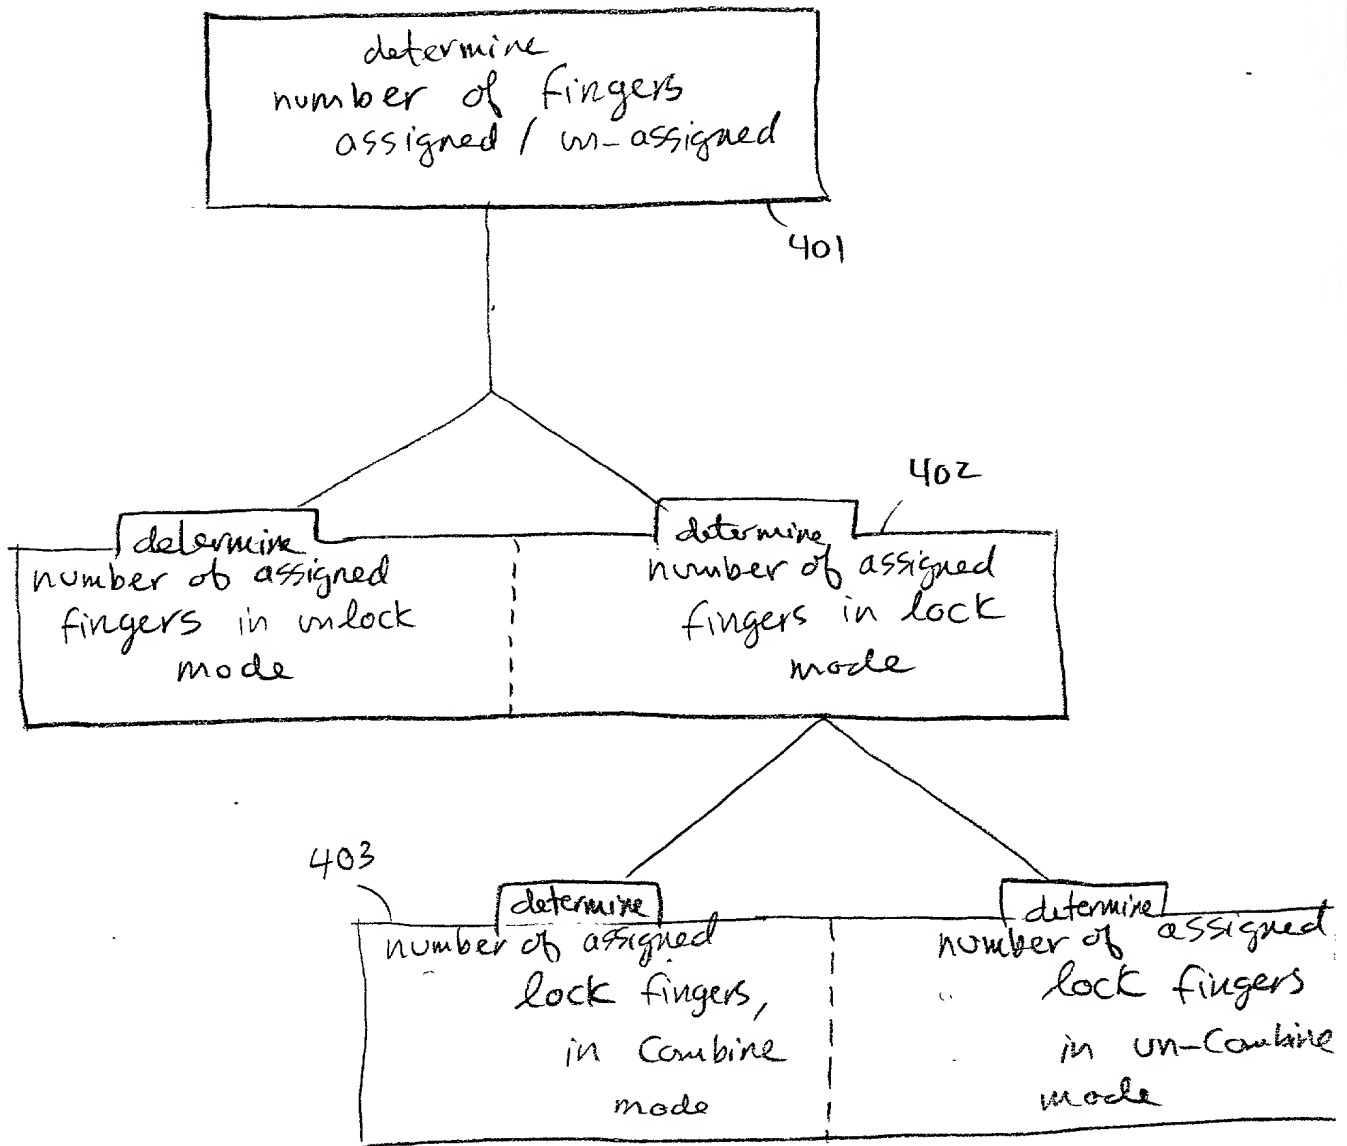 determine
number of fingers
assigned / un-assigned
401
402
determine
number of assigned
fingers in unlock
mode
determine
number of assigned
fingers in lock
mode
403
determine
number of assigned
lock fingers,
in Combine
mode
determine
number of assigned
lock fingers
in un-Combine
mode